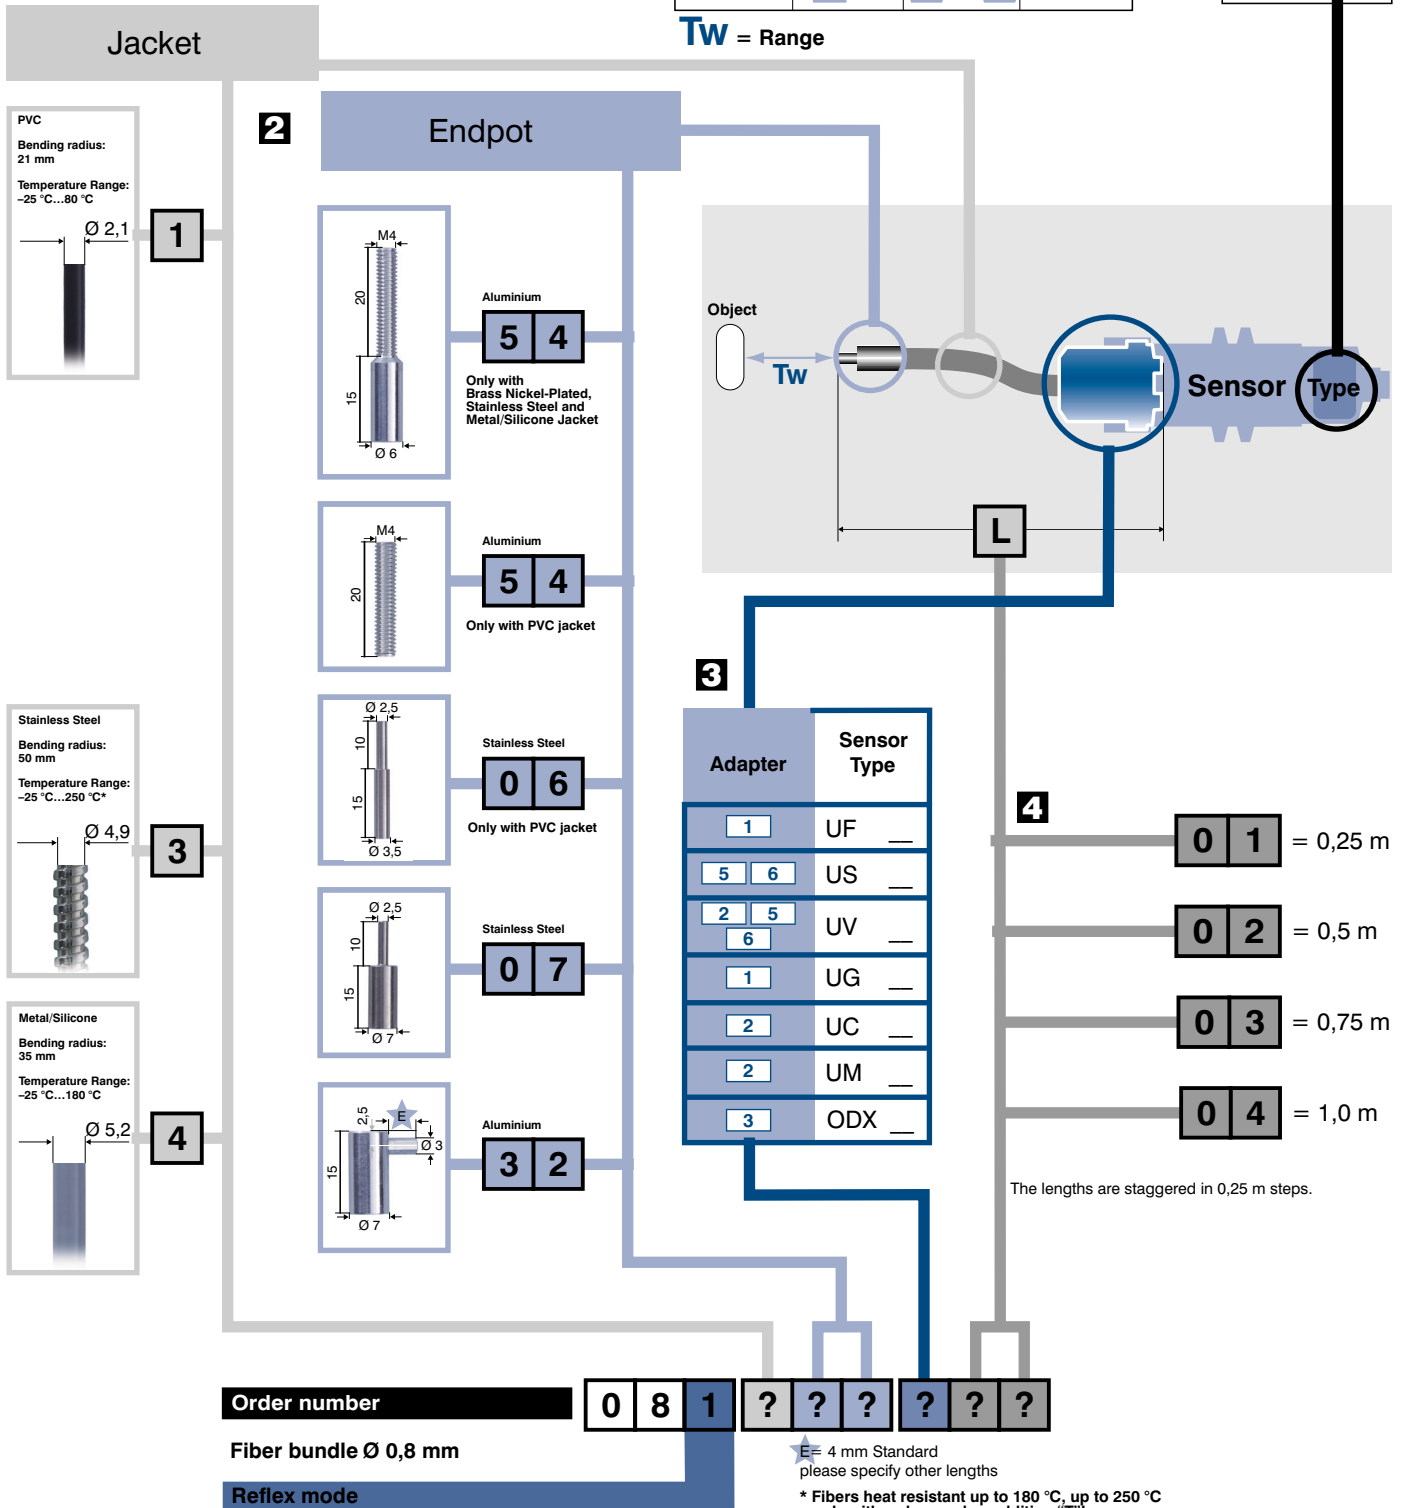 Jacket
Tw = Range
PVC
Bending radius:
21 mm
Temperature Range:
–25 °C...80 °C
Ø 2,1
1
2
Endpot
M4
20
15
Ø 6
Aluminium
5 4
Only with
Brass Nickel-Plated,
Stainless Steel and
Metal/Silicone Jacket
Object
Tw
Sensor
Type
L
M4
20
Aluminium
5 4
Only with PVC jacket
Stainless Steel
Bending radius:
50 mm
Temperature Range:
–25 °C...250 °C*
Ø 4,9
3
Ø 2,5
10
15
Ø 3,5
Stainless Steel
0 6
Only with PVC jacket
Ø 2,5
10
15
Ø 7
Stainless Steel
0 7
Metal/Silicone
Bending radius:
35 mm
Temperature Range:
–25 °C...180 °C
Ø 5,2
4
2,5
E
Ø 3
15
Ø 7
Aluminium
3 2
3
Adapter Sensor Type
1 UF __
5 6 US __
2 5 6 UV __
1 UG __
2 UC __
2 UM __
3 ODX __
4
0 1 = 0,25 m
0 2 = 0,5 m
0 3 = 0,75 m
0 4 = 1,0 m
The lengths are staggered in 0,25 m steps.
Order number
0 8 1 ? ? ? ? ? ?
Fiber bundle Ø 0,8 mm
Reflex mode
E= 4 mm Standard
please specify other lengths
* Fibers heat resistant up to 180 °C, up to 250 °C